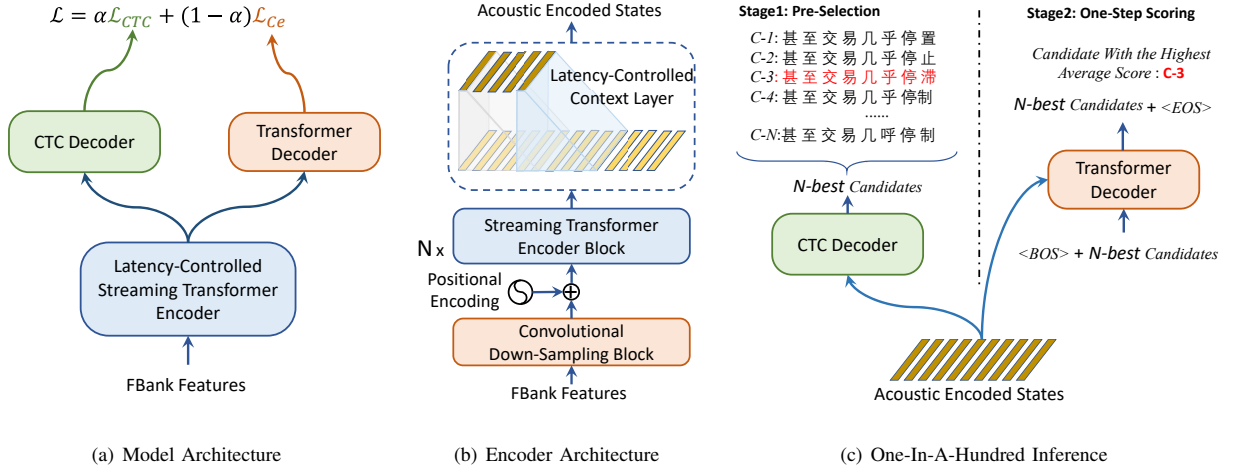 ℒ = αℒ_CTC + (1 − α)ℒ_Ce
CTC Decoder
Transformer
Decoder
Latency-Controlled
Streaming Transformer
Encoder
FBank Features
(a) Model Architecture
Acoustic Encoded States
Latency-Controlled
Context Layer
N x
Streaming Transformer
Encoder Block
Positional
Encoding
Convolutional
Down-Sampling Block
FBank Features
(b) Encoder Architecture
Stage1: Pre-Selection
C-1: 甚 至 交 易 几 乎 停 置
C-2: 甚 至 交 易 几 乎 停 止
C-3: 甚 至 交 易 几 乎 停 滞
C-4: 甚 至 交 易 几 乎 停 制
......
C-N: 甚 至 交 易 几 呼 停 制
N-best Candidates
CTC Decoder
Stage2: One-Step Scoring
Candidate With the Highest
Average Score : C-3
N-best Candidates + <EOS>
Transformer
Decoder
<BOS> + N-best Candidates
Acoustic Encoded States
(c) One-In-A-Hundred Inference